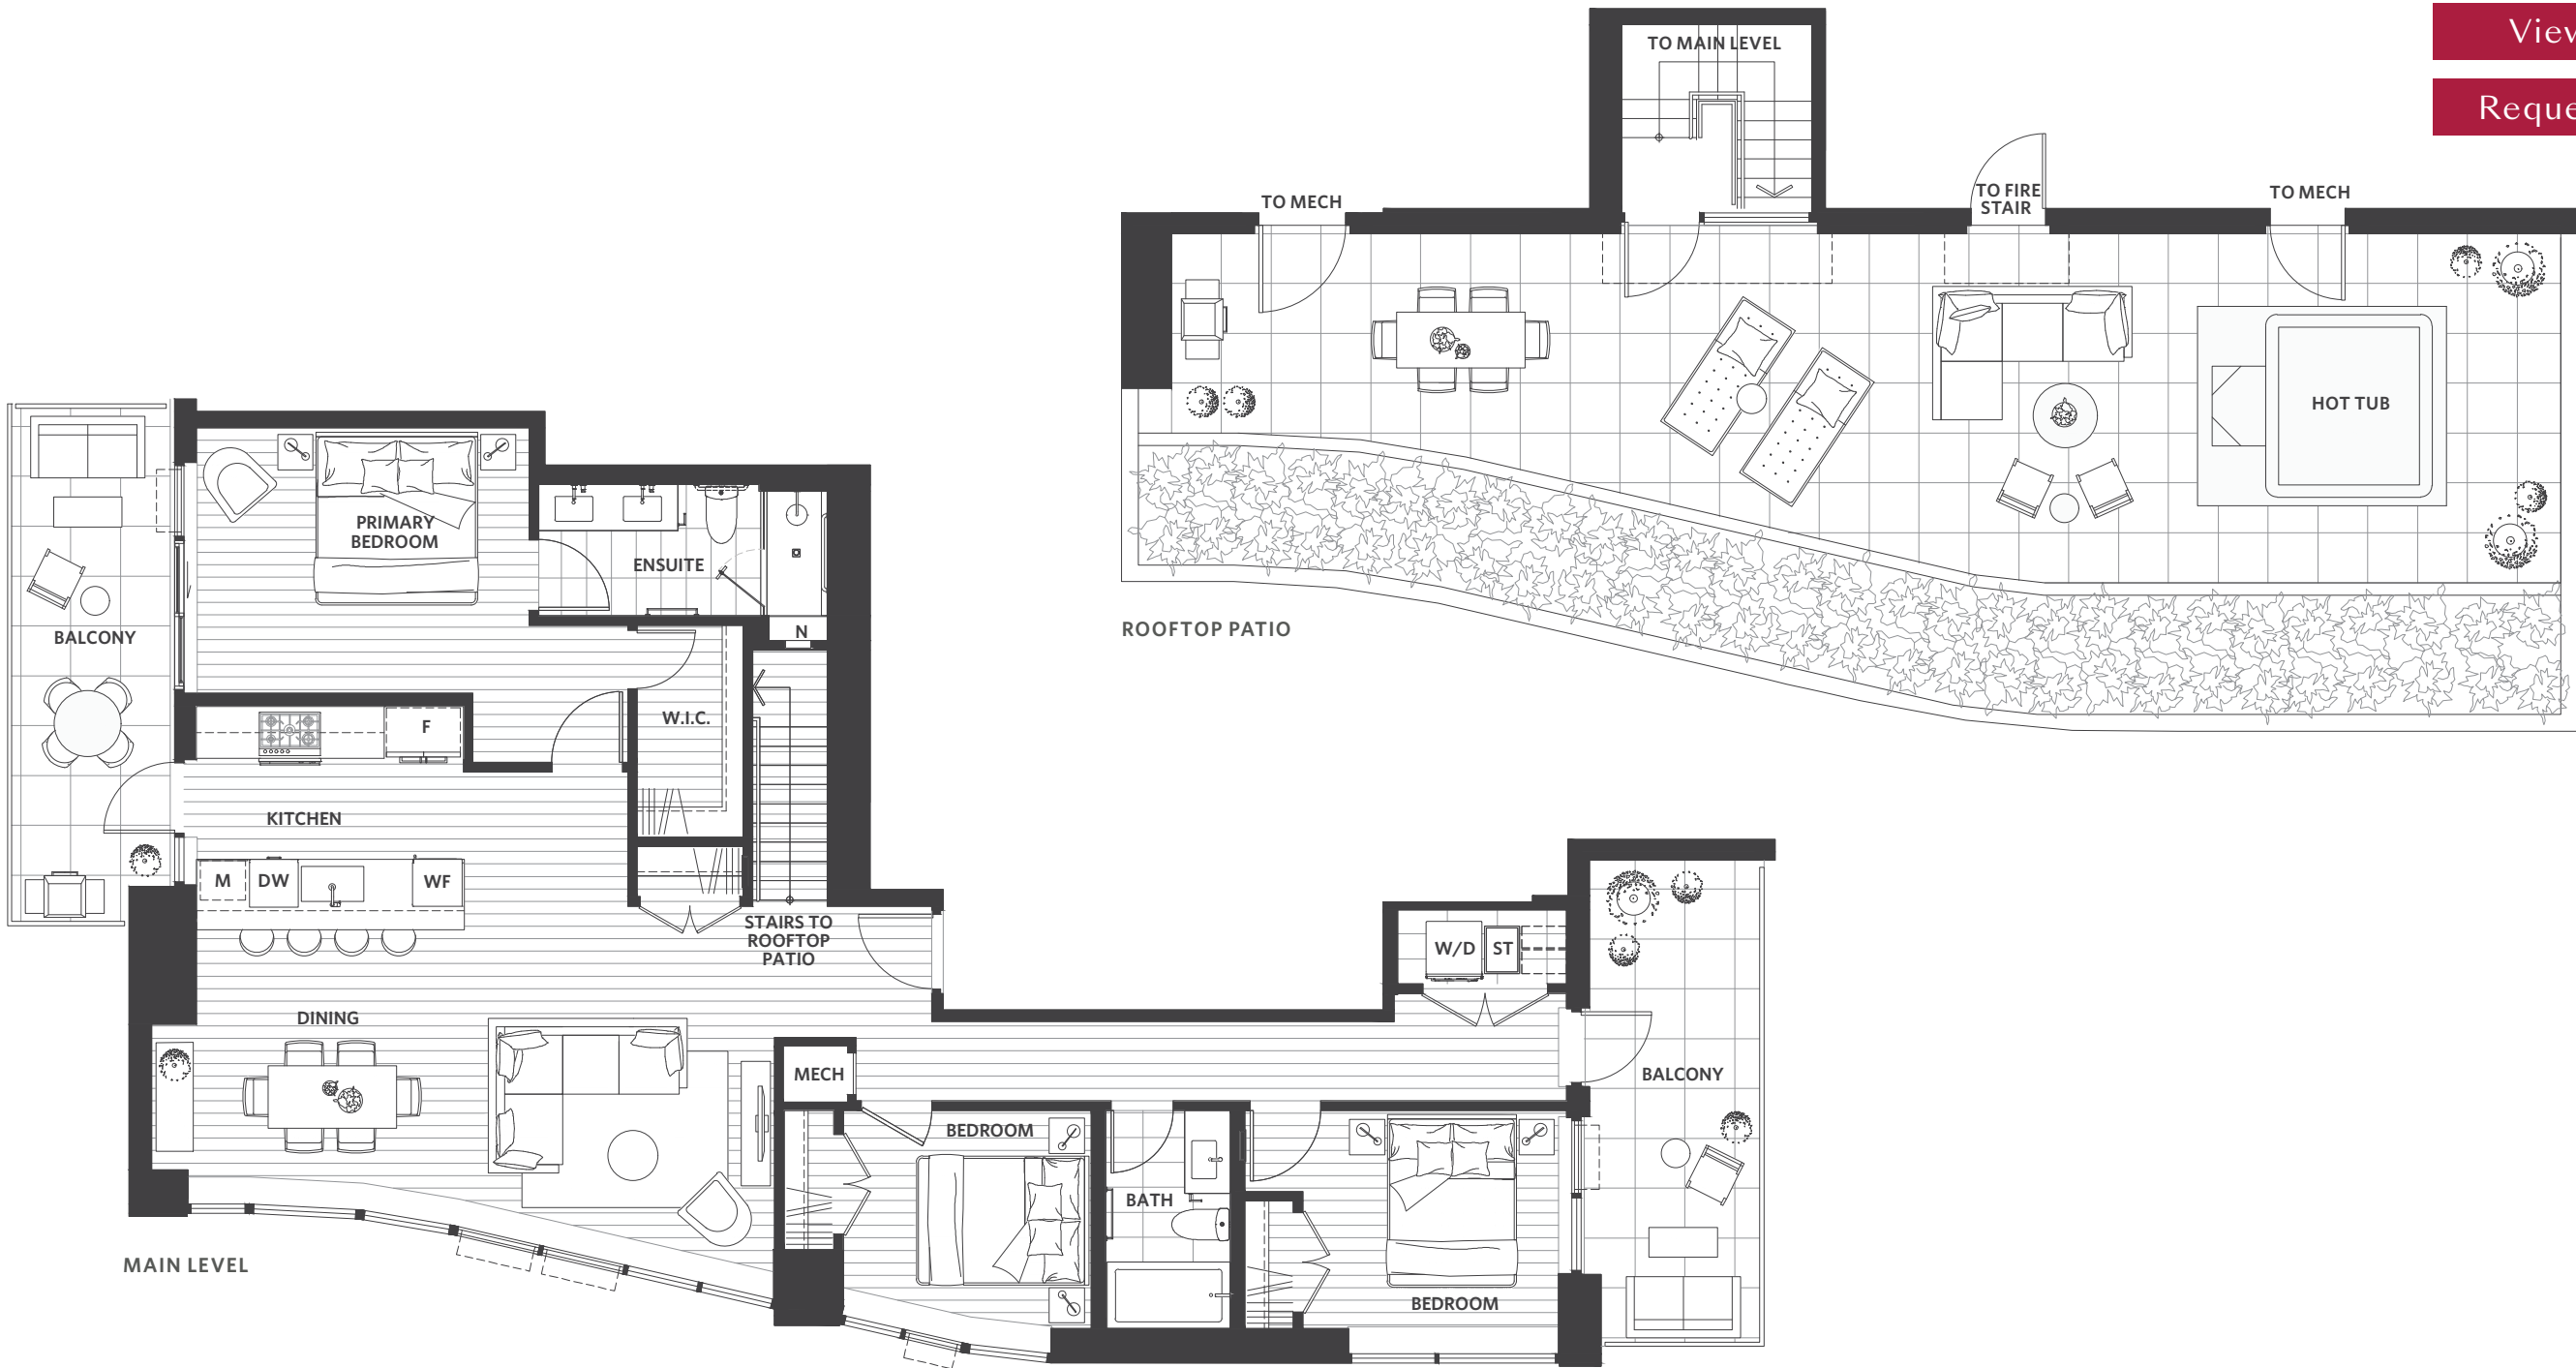 View
Reque
TO MAIN LEVEL
TO MECH
TO FIRE
STAIR
TO MECH
HOT TUB
ROOFTOP PATIO
PRIMARY
BEDROOM
ENSUITE
BALCONY
N
W.I.C.
F
KITCHEN
M
DW
WF
STAIRS TO
ROOFTOP
PATIO
W/D
ST
DINING
MECH
BALCONY
BEDROOM
BATH
BEDROOM
MAIN LEVEL